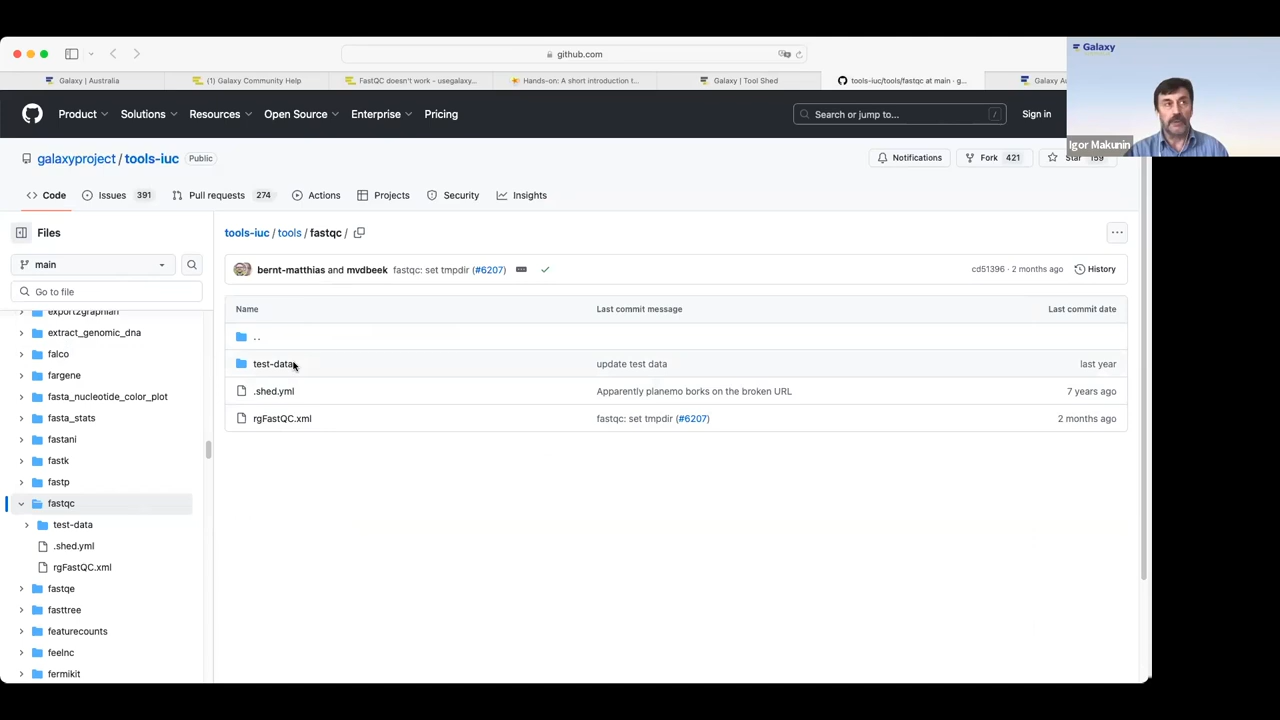 github.com
Galaxy | Australia
(1) Galaxy Community Help
FastQC doesn't work - usegalaxy....
Hands-on: A short introduction t...
Galaxy | Tool Shed
tools-iuc/tools/fastqc at main · g...
Galaxy Au
Galaxy
Igor Makunin
Product
Solutions
Resources
Open Source
Enterprise
Pricing
Search or jump to...
/
Sign in
galaxyproject / tools-iuc
Public
Notifications
Fork 421
Star 159
Code
Issues 391
Pull requests 274
Actions
Projects
Security
Insights
Files
main
Go to file
export2graphlan
extract_genomic_dna
falco
fargene
fasta_nucleotide_color_plot
fasta_stats
fastani
fastk
fastp
fastqc
test-data
.shed.yml
rgFastQC.xml
fastqe
fasttree
featurecounts
feelnc
fermikit
tools-iuc / tools / fastqc /
bernt-matthias and mvdbeek fastqc: set tmpdir (#6207)
cd51396 · 2 months ago
History
Name Last commit message Last commit date
..
test-data update test data last year
.shed.yml Apparently planemo borks on the broken URL 7 years ago
rgFastQC.xml fastqc: set tmpdir (#6207) 2 months ago